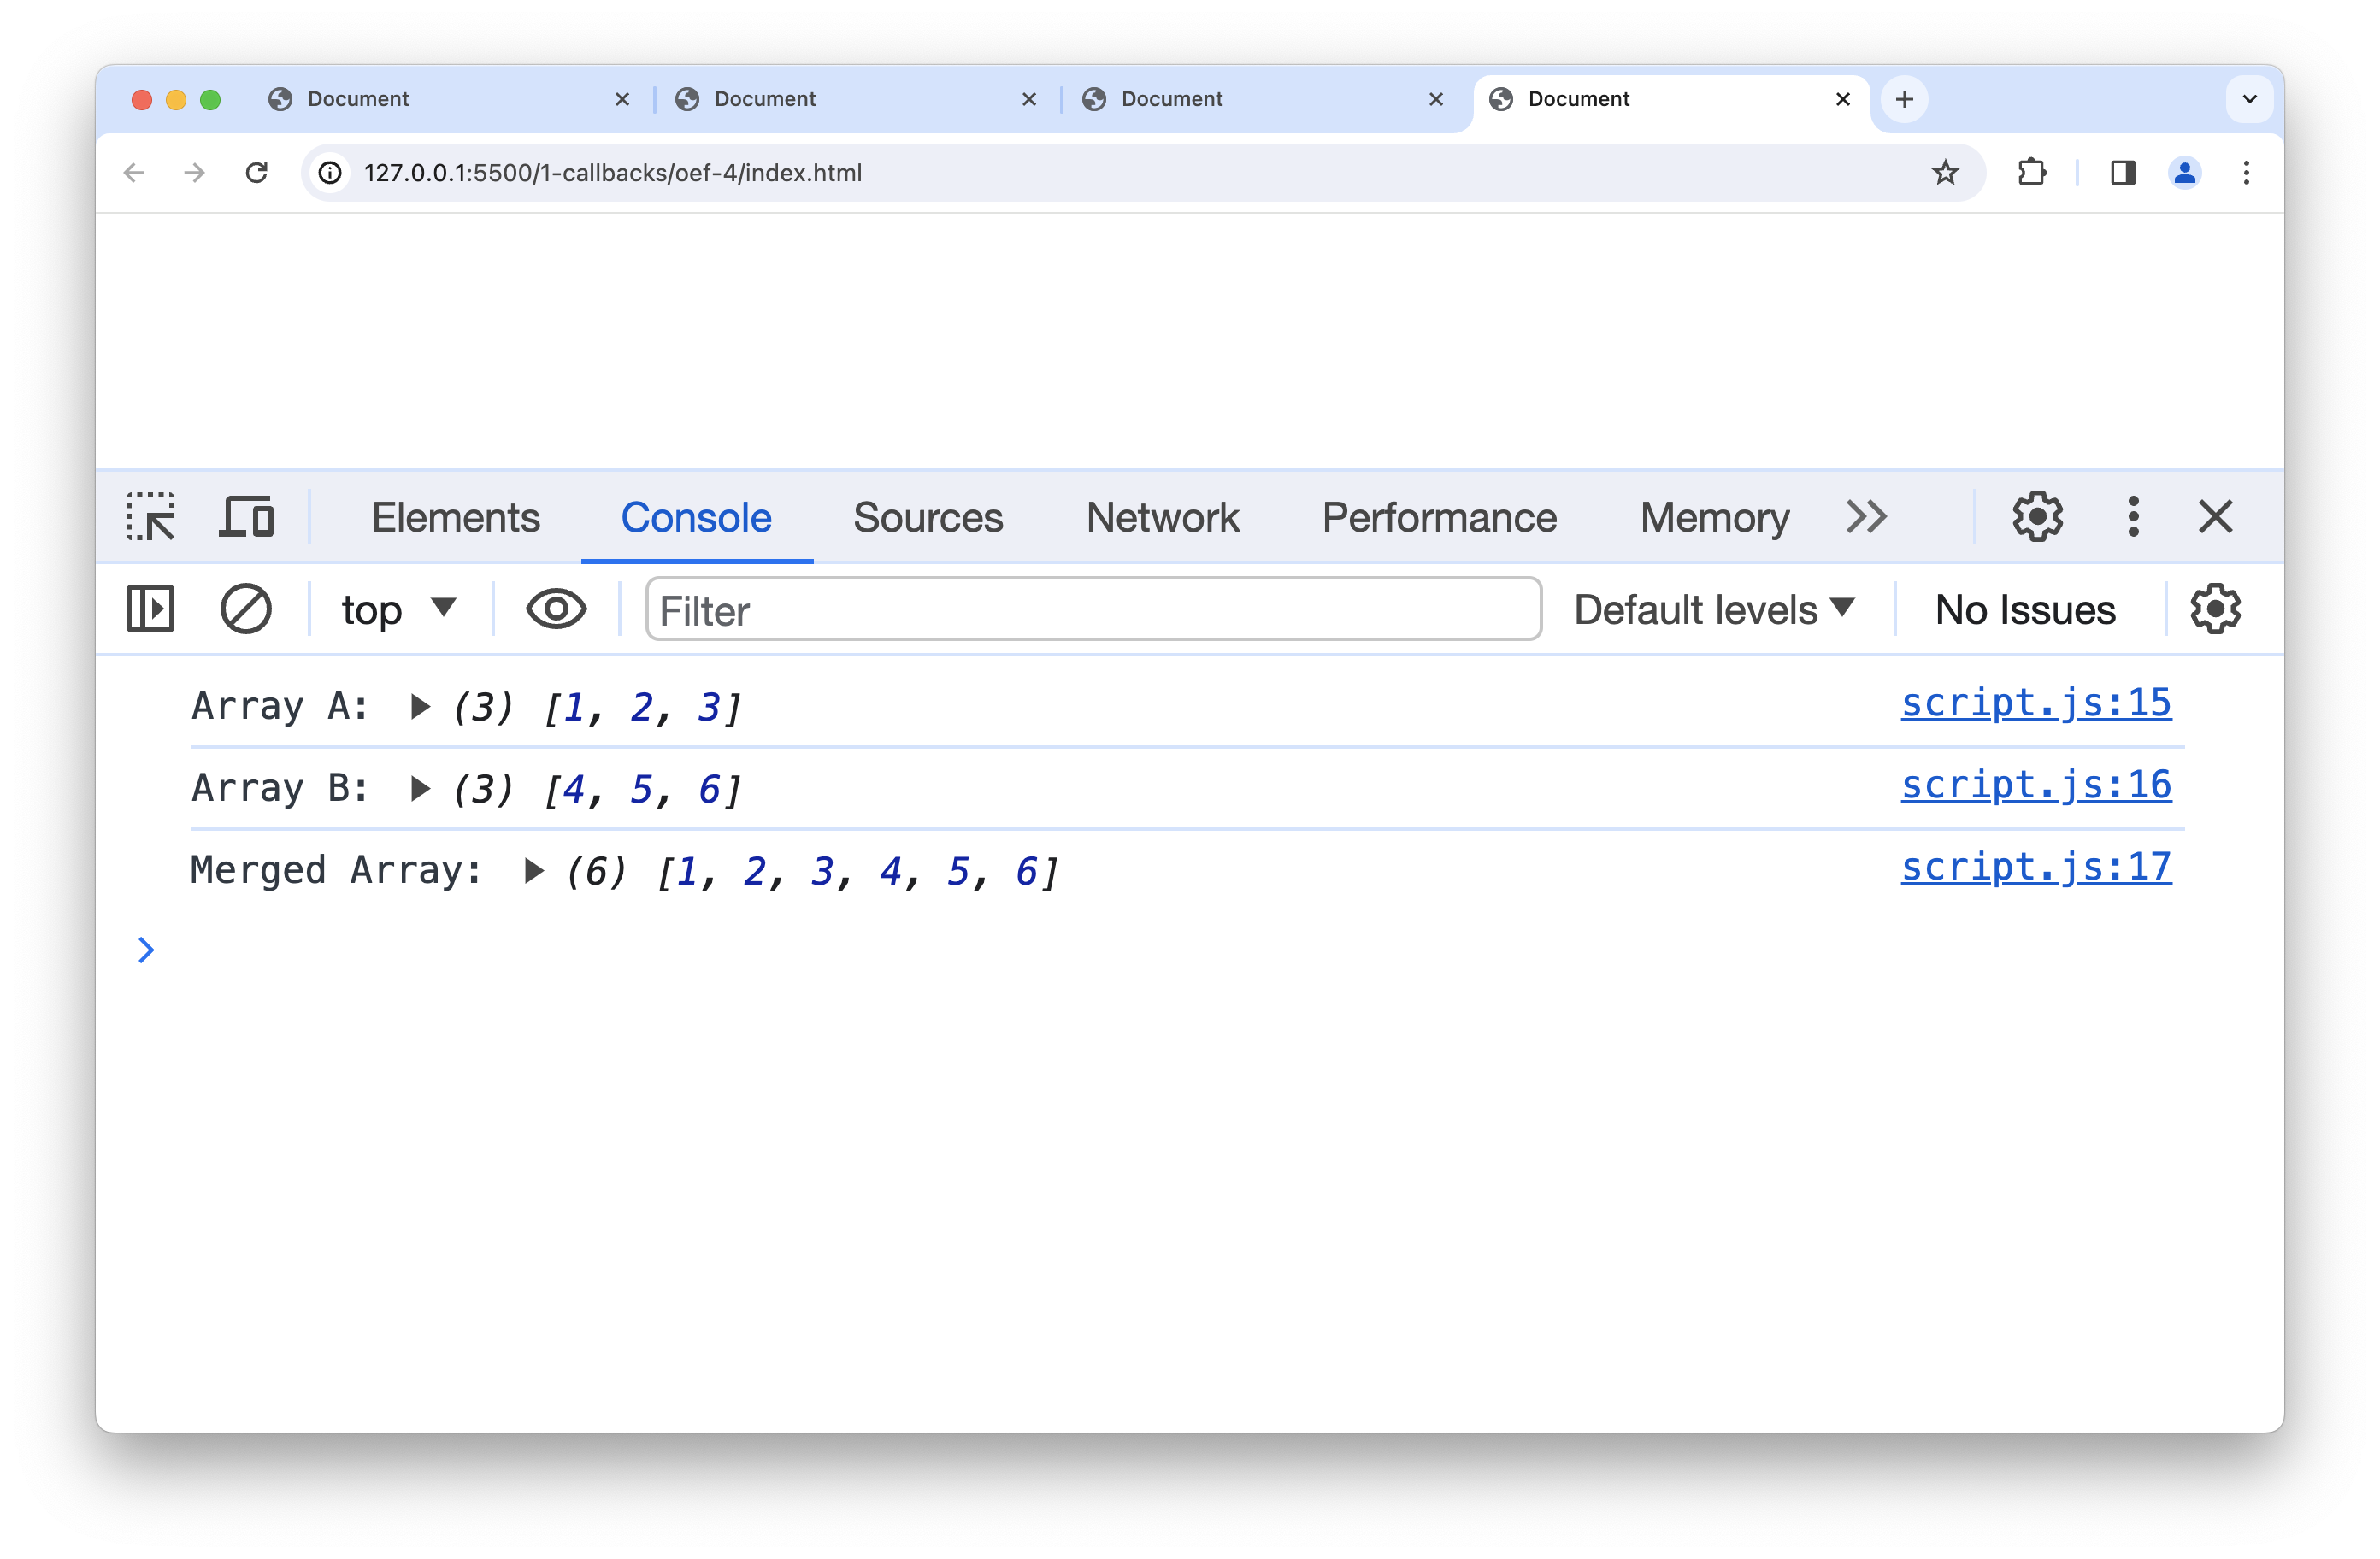 Document Document Document Document
127.0.0.1:5500/1-callbacks/oef-4/index.html
Elements Console Sources Network Performance Memory
top Filter Default levels No Issues
Array A: (3) [1, 2, 3] script.js:15
Array B: (3) [4, 5, 6] script.js:16
Merged Array: (6) [1, 2, 3, 4, 5, 6] script.js:17